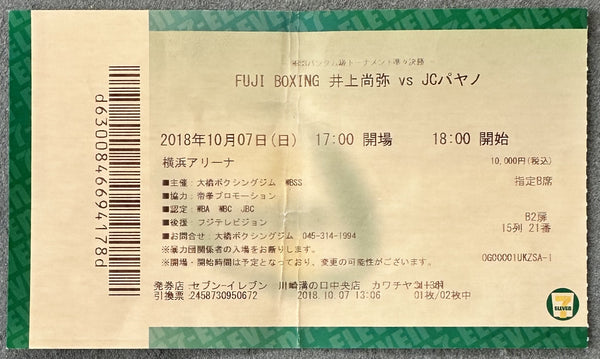 7-ELEVEN
WBSSバンタム級トーナメント準々決勝
FUJI BOXING 井上尚弥 vs JCパヤノ
2018年10月07日(日) 17:00 開場 18:00 開始
横浜アリーナ 10,000円(税込)
■主催：大橋ボクシングジム WBSS 指定B席
■協力：帝拳プロモーション
■認定：WBA WBC JBC B2扉
■後援：フジテレビジョン 15列 21番
■お問合せ：大橋ボクシングジム 045-314-1994
※暴力団関係者の入場をお断りします。 0G00001UKZSA-1
※開場・開始時間は予定となっており、変更の可能性がございます。
発券店：セブン-イレブン 川崎溝の口中央店 カワチヤ
引換票：2458730950672 2018.10.07 13:06 01枚/02枚中
d63008466941780d
7 ELEVEN